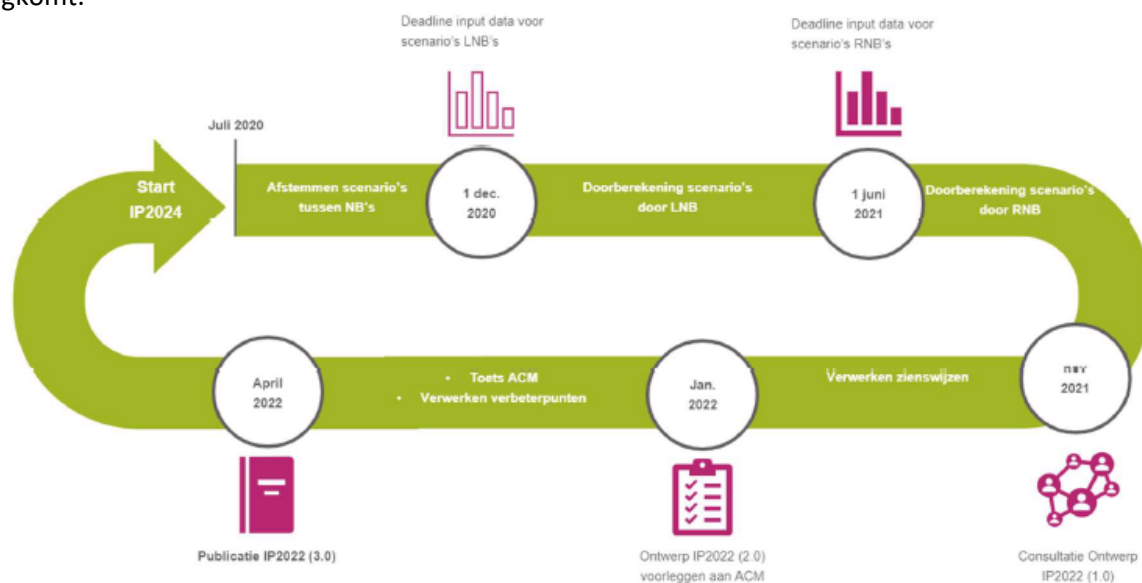 gkomt.
Deadline input data voor
scenario's LNB's
Deadline input data voor
scenario's RNB's
Juli 2020
Start
IP2024
Afstemmen scenario's
tussen NB's
1 dec.
2020
Doorberekening scenario's
door LNB
1 juni
2021
Doorberekening scenario's
door RNB
2021
Verwerken zienswijzen
Jan.
2022
• Toets ACM
• Verwerken verbeterpunten
April
2022
Publicatie IP2022 (3.0)
Ontwerp IP2022 (2.0)
voorleggen aan ACM
Consultatie Ontwerp
IP2022 (1.0)